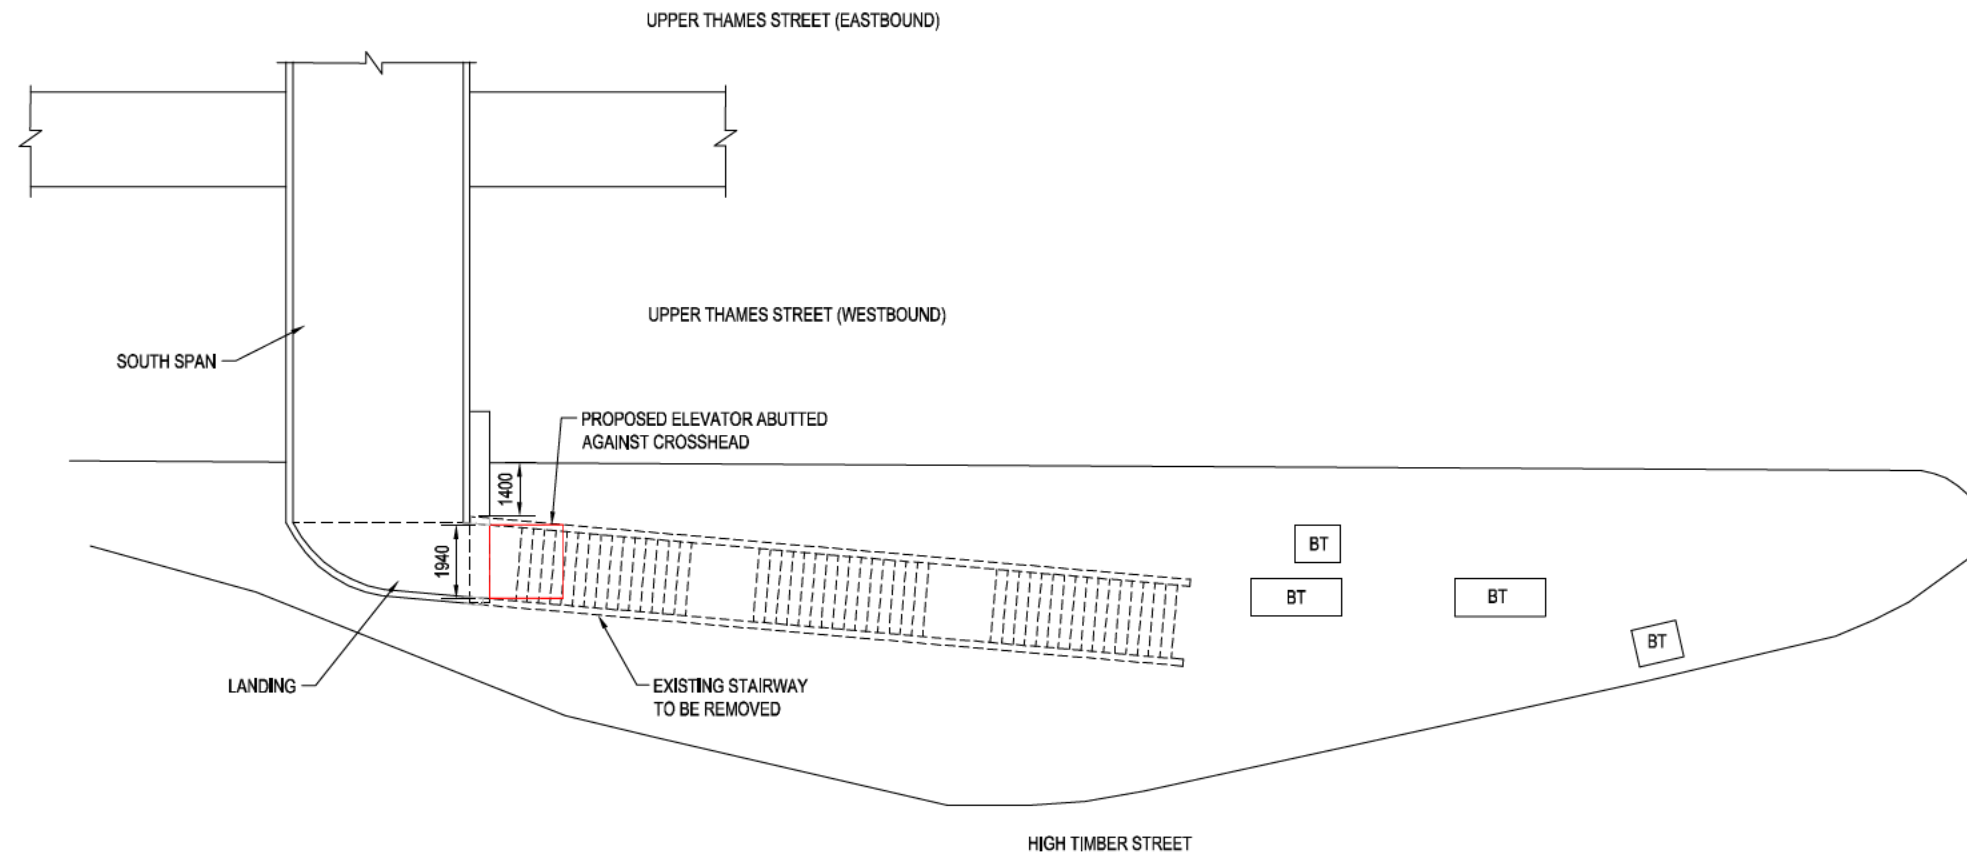 UPPER THAMES STREET (EASTBOUND)
UPPER THAMES STREET (WESTBOUND)
SOUTH SPAN
PROPOSED ELEVATOR ABUTTED
AGAINST CROSSHEAD
1400
1940
BT
BT
BT
BT
LANDING
EXISTING STAIRWAY
TO BE REMOVED
HIGH TIMBER STREET